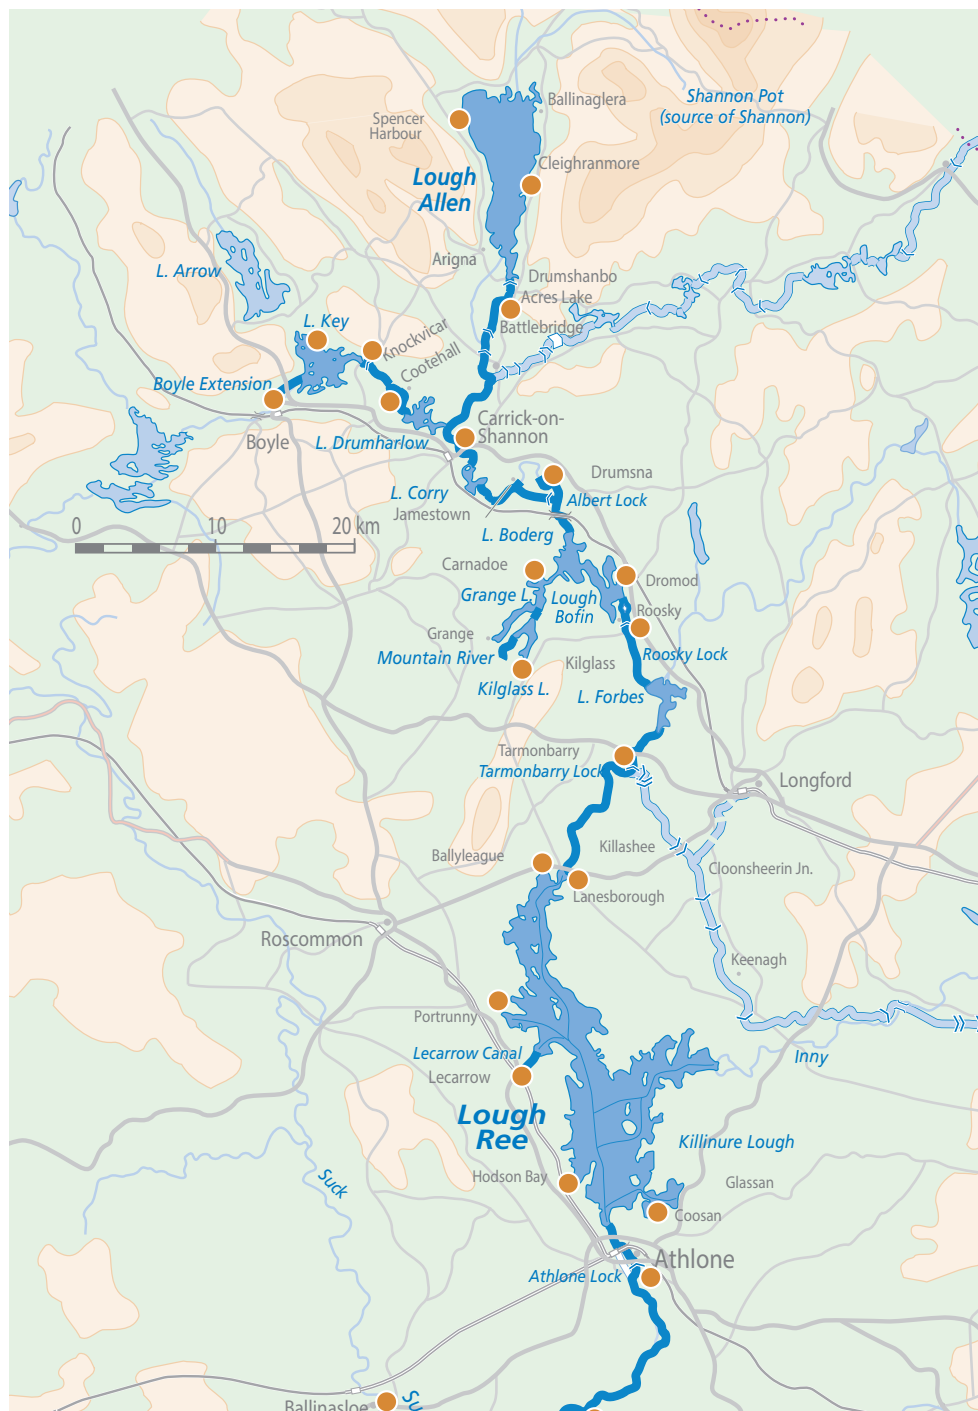 Shannon Pot
(source of Shannon)
Ballinaglera
Spencer
Harbour
Cleighranmore
Lough
Allen
Arigna
L. Arrow
Drumshanbo
Acres Lake
Battlebridge
L. Key
Knockvicar
Cootehall
Boyle Extension
Boyle
L. Drumharlow
Carrick-on-
Shannon
Drumsna
L. Corry
Albert Lock
Jamestown
0 10 20 km
L. Boderg
Carnadoe
Dromod
Grange L.
Lough
Bofin
Roosky
Grange
Mountain River
Roosky Lock
Kilglass
Kilglass L.
L. Forbes
Tarmonbarry
Tarmonbarry Lock
Longford
Killashee
Ballyleague
Cloonsheerin Jn.
Lanesborough
Roscommon
Keenagh
Portrunny
Lecarrow Canal
Inny
Lecarrow
Lough
Ree
Killinure Lough
Hodson Bay
Suck
Glassan
Coosan
Athlone
Athlone Lock
Ballinasloe
Su